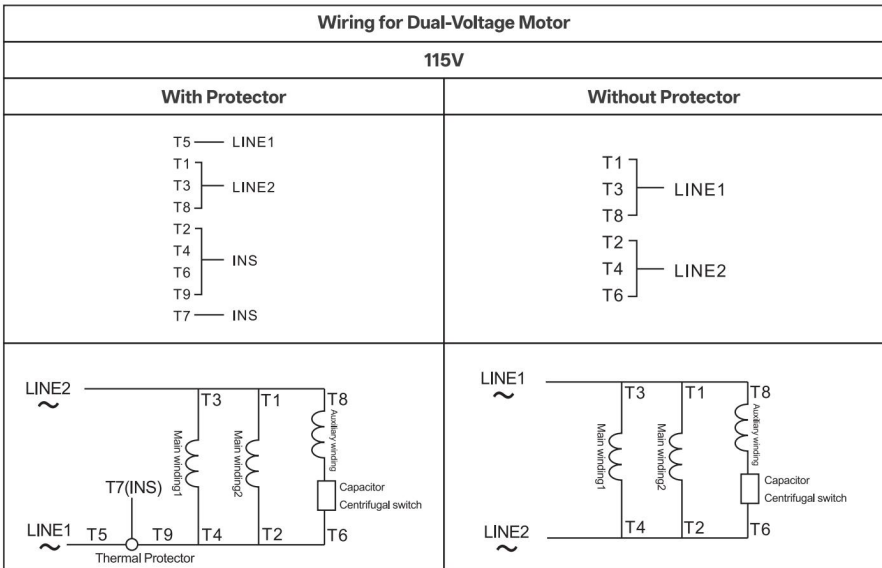 Wiring for Dual-Voltage Motor
115V
With Protector
Without Protector
T5 LINE1
T1
T3 LINE2
T8
T2
T4
INS
T6
T9
T7 INS
T1
T3 LINE1
T8
T2
T4 LINE2
T6
LINE2
~
T3
T1
T8
Main winding1
Main winding2
Auxiliary winding
T7(INS)
Capacitor
Centrifugal switch
LINE1
~
T5
T9
T4
T2
T6
Thermal Protector
LINE1
~
T3
T1
T8
Main winding1
Main winding2
Auxiliary winding
Capacitor
Centrifugal switch
LINE2
~
T4
T2
T6